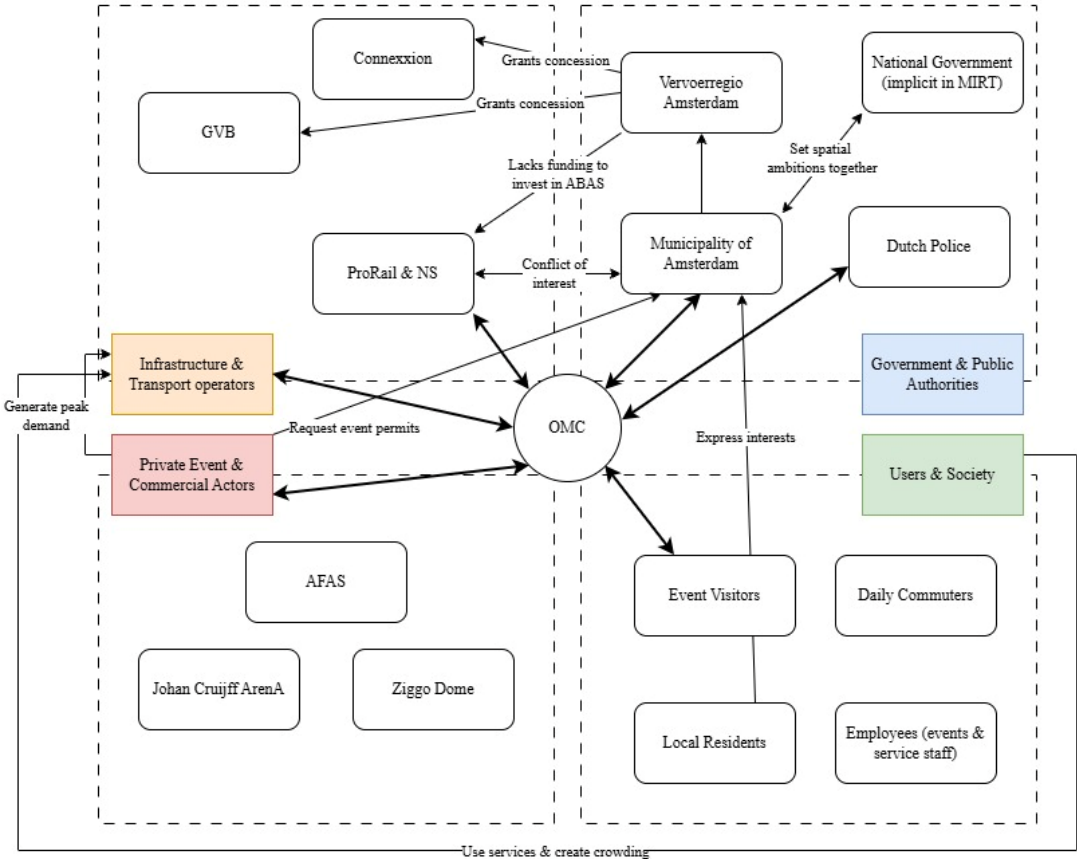 Connexxion
Grants concession
Vervoerregio
Amsterdam
National Government
(implicit in MIRT)
GVB
Grants concession
Set spatial
ambitions together
Lacks funding to
invest in ABAS
ProRail & NS
Conflict of
interest
Municipality of
Amsterdam
Dutch Police
Infrastructure &
Transport operators
Government & Public
Authorities
Generate peak
demand
Request event permits
OMC
Express interests
Private Event &
Commercial Actors
Users & Society
AFAS
Event Visitors
Daily Commuters
Johan Cruijff ArenA
Ziggo Dome
Local Residents
Employees (events &
service staff)
Use services & create crowding